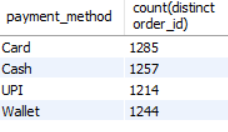 payment_method count(distinct
order_id)
Card 1285
Cash 1257
UPI 1214
Wallet 1244